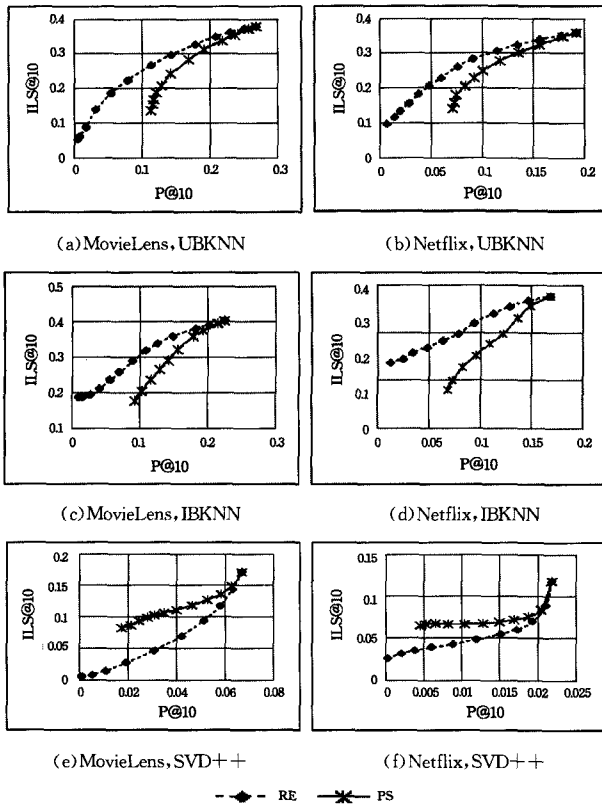 ILS@10
0.4
0.3
0.2
0.1
0
0 0.1 0.2 0.3
P@10
(a) MovieLens, UBKNN
ILS@10
0.4
0.3
0.2
0.1
0
0 0.05 0.10 0.15 0.2
P@10
(b) Netflix, UBKNN
ILS@10
0.4
0.3
0.4
0.2
0.1
0
0 0.1 0.2 0.3
P@10
(c) MovieLens, IBKNN
ILS@10
0.4
0.3
0.2
0
0 0.05 0.1 0.15 0.2
P@10
(d) Netflix, IBKNN
ILS@10
0.2
0.15
0.1
0.05
0
0.02 0.04 0.06 0.08
P@10
(e) MovieLens, SVD++
ILS@10
0.15
0.1
0.05
0
0 0.005 0.01 0.015 0.02 0.025
P@10
(f) Netflix, SVD++
RE PS